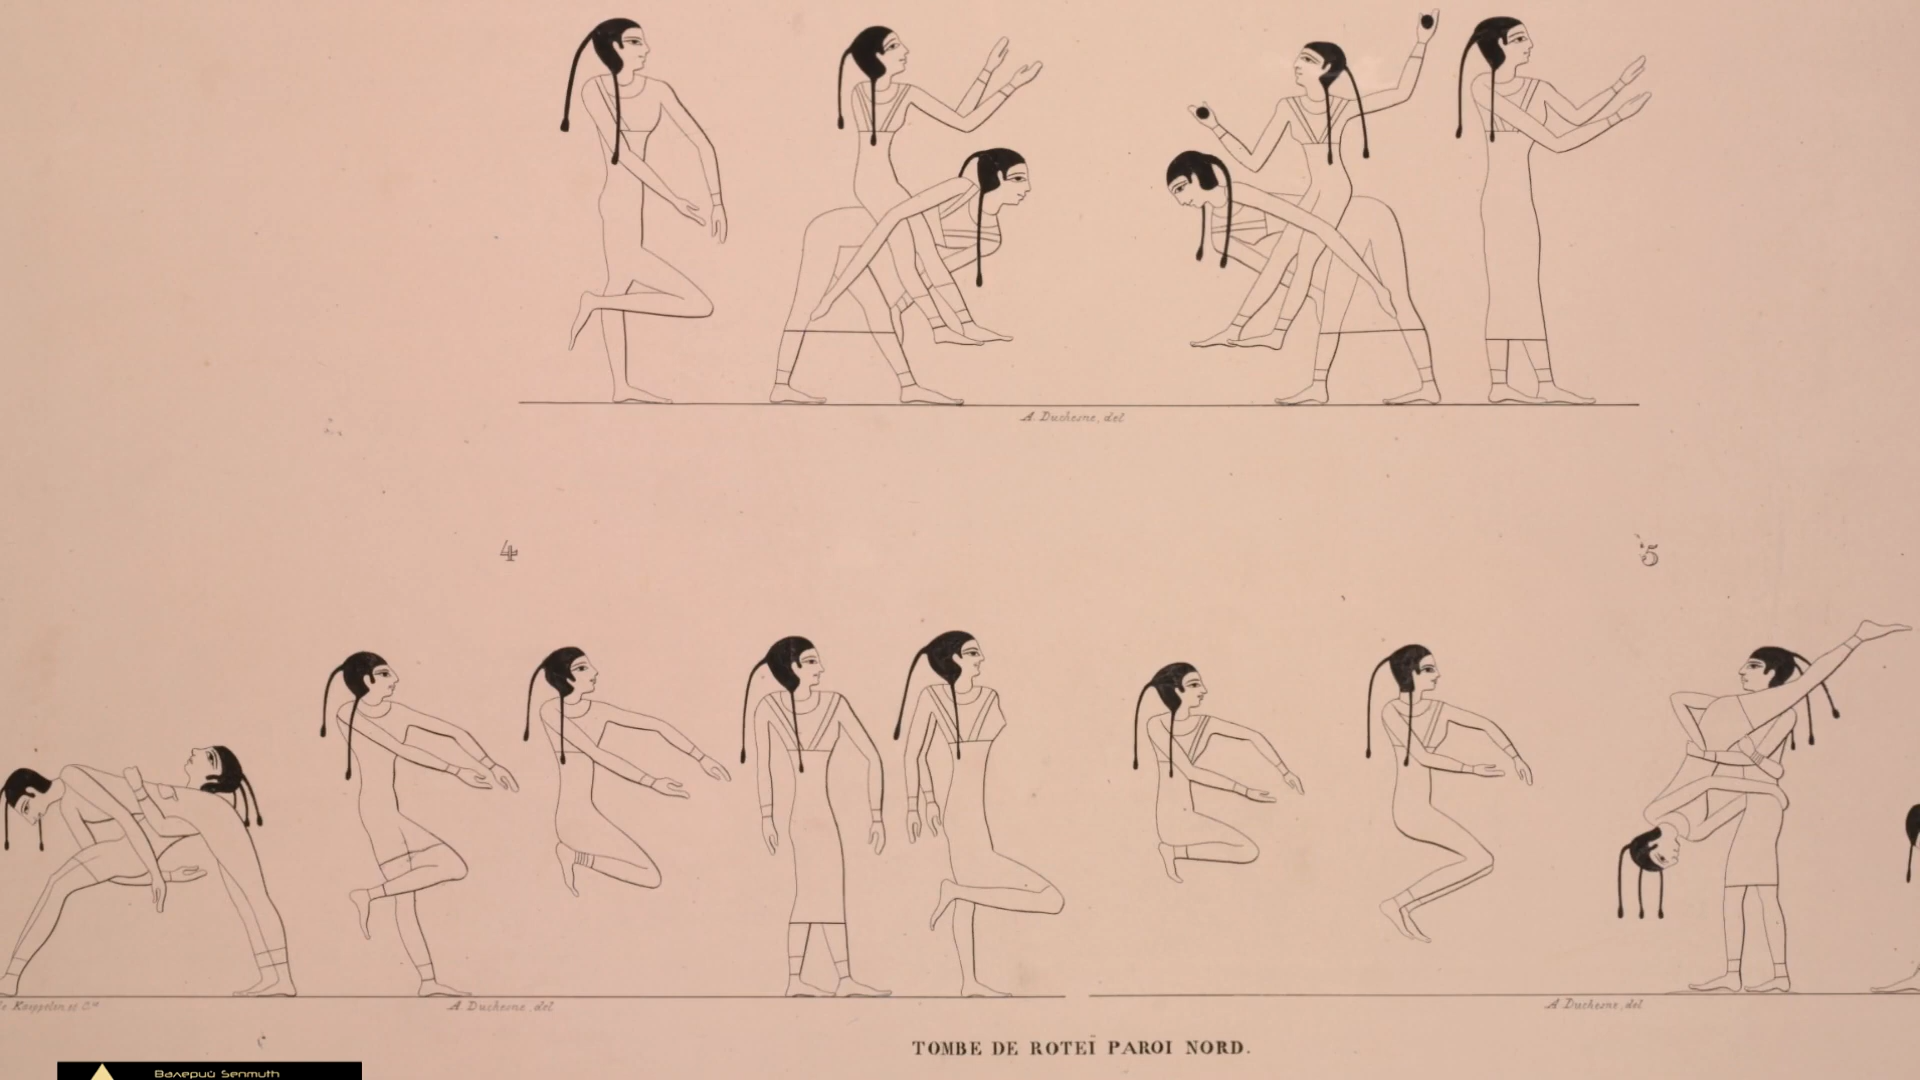 A. Duchesne, del
4
5
A. Duchesne, del
A. Duchesne, del
TOMBE DE ROTEÏ PAROI NORD.
Валерий Senmuth